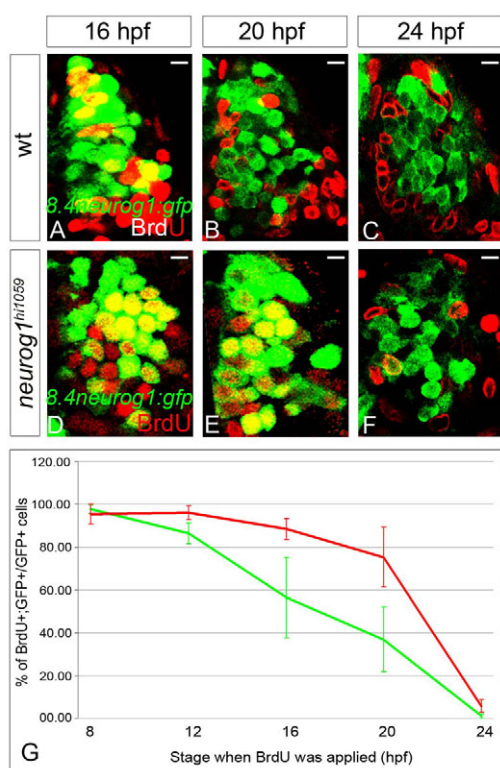 16 hpf 20 hpf 24 hpf
wt
8.4neurog1:gfp
A BrdU B C
neurog1hi1059
8.4neurog1:gfp
D BrdU E F
120.00
100.00
80.00
60.00
40.00
20.00
00.00
% of BrdU+;GFP+/GFP+ cells
8 12 16 20 24
G Stage when BrdU was applied (hpf)